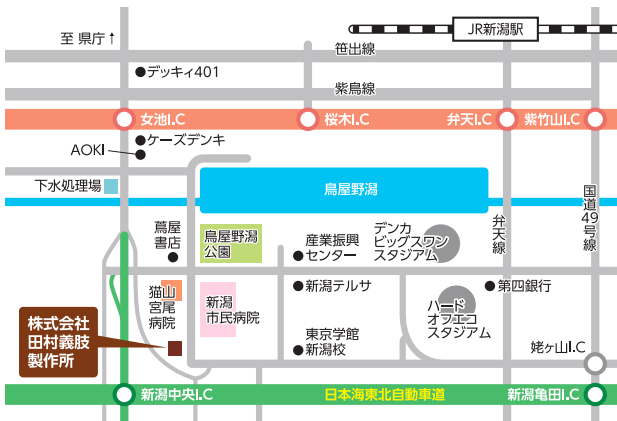 JR新潟駅
至 県庁↑
笹出線
デッキィ401
紫鳥線
女池I.C
桜木I.C
弁天I.C
紫竹山I.C
ケーズデンキ
AOKI
下水処理場
鳥屋野潟
国道49号線
弁天線
蔦屋
書店
鳥屋野潟
公園
産業振興
センター
デンカ
ビッグスワン
スタジアム
猫山
宮尾
病院
新潟
市民病院
新潟テルサ
ハード
オフエコ
スタジアム
第四銀行
株式会社
田村義肢
製作所
東京学館
新潟校
姥ヶ山I.C
新潟中央I.C
日本海東北自動車道
新潟亀田I.C